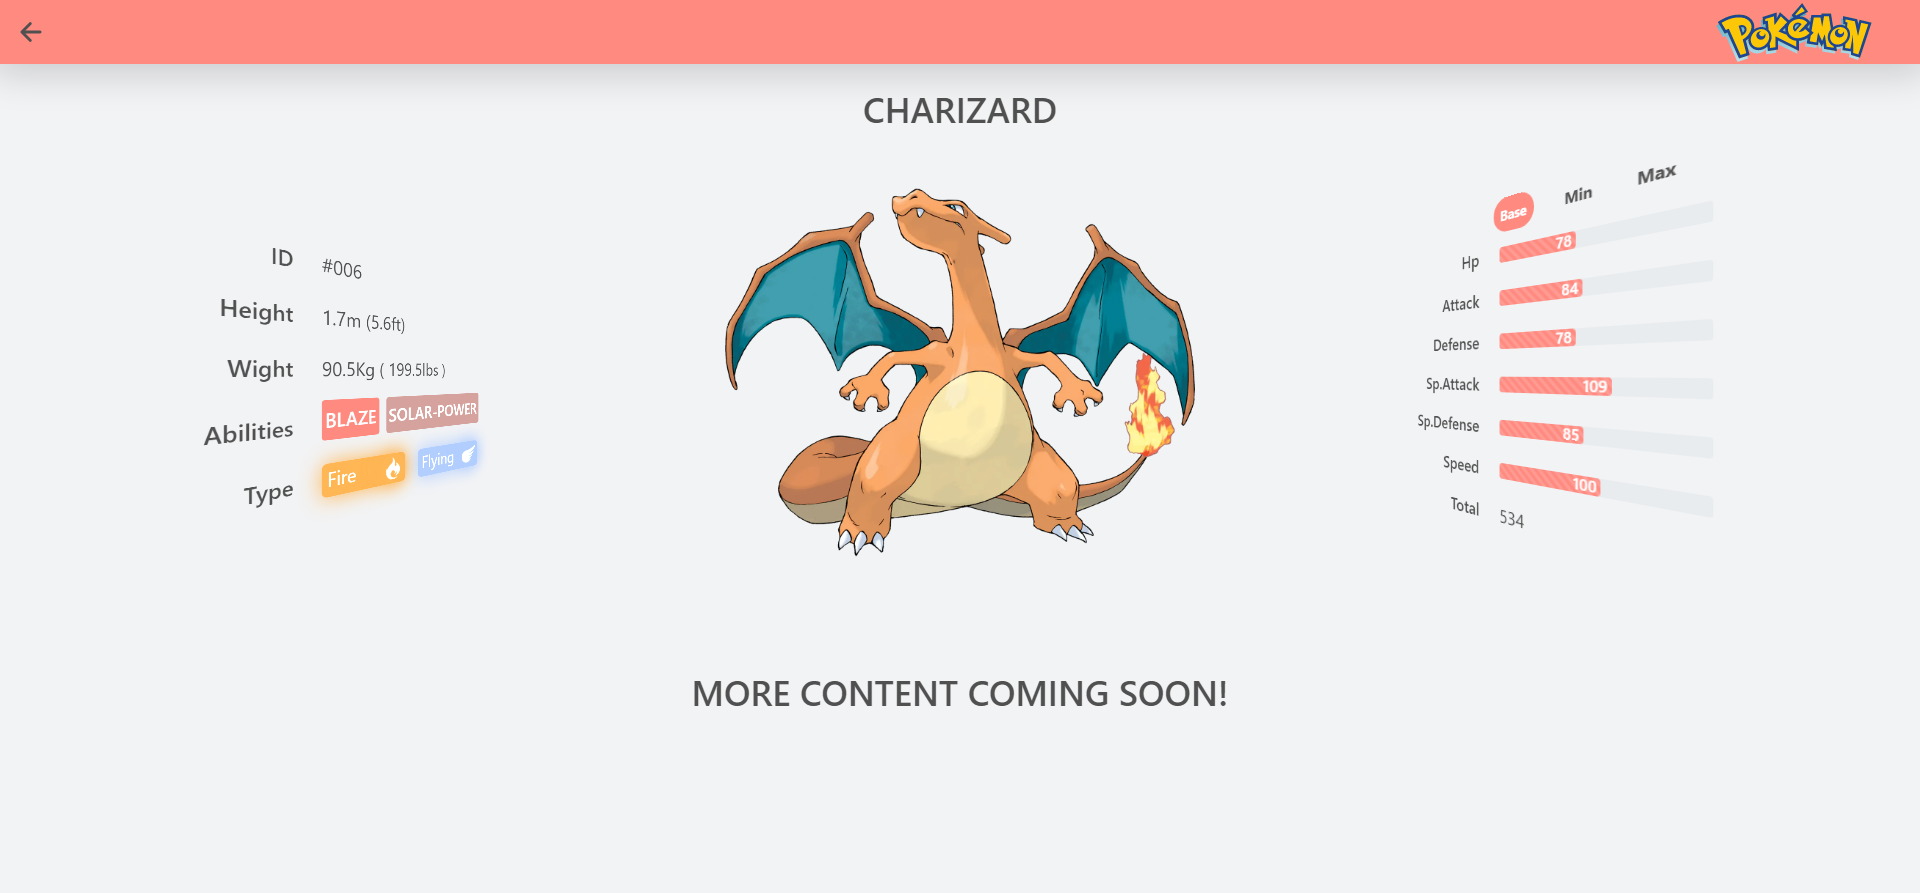 POKéMON
CHARIZARD
ID #006
Height 1.7m (5.6ft)
Wight 90.5Kg ( 199.5lbs )
Abilities BLAZE SOLAR-POWER
Type Fire Flying
Base Min Max
Hp 78
Attack 84
Defense 78
Sp.Attack 109
Sp.Defense 85
Speed 100
Total 534
MORE CONTENT COMING SOON!